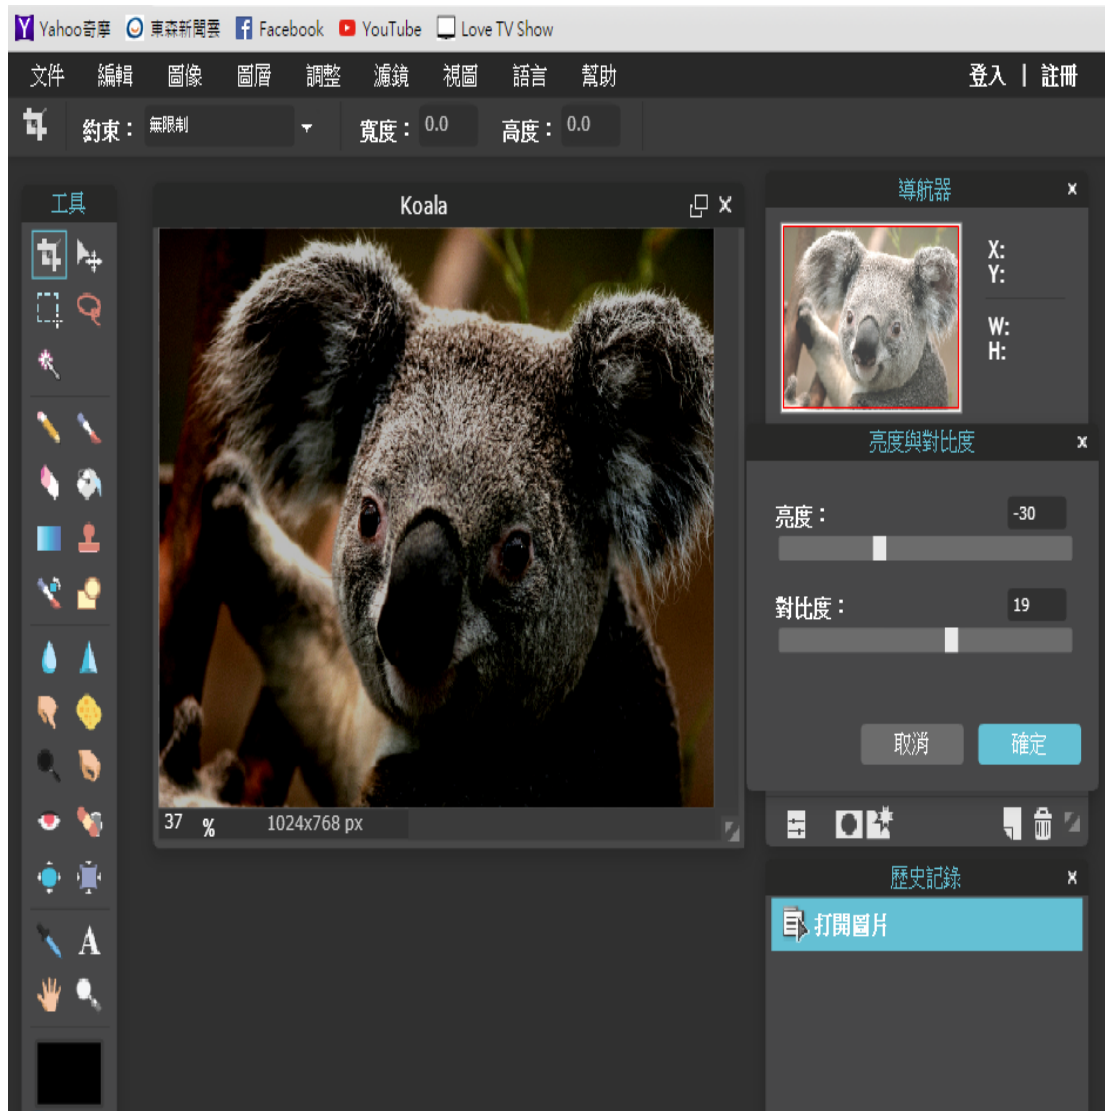 Yahoo奇摩 東森新聞雲 Facebook YouTube Love TV Show
文件 編輯 圖像 圖層 調整 濾鏡 視圖 語言 幫助 登入 | 註冊
約束： 無限制 寬度： 0.0 高度： 0.0
工具
Koala
導航器
X:
Y:
W:
H:
亮度與對比度
亮度： -30
對比度： 19
取消 確定
37 % 1024x768 px
歷史記錄
打開圖片
A